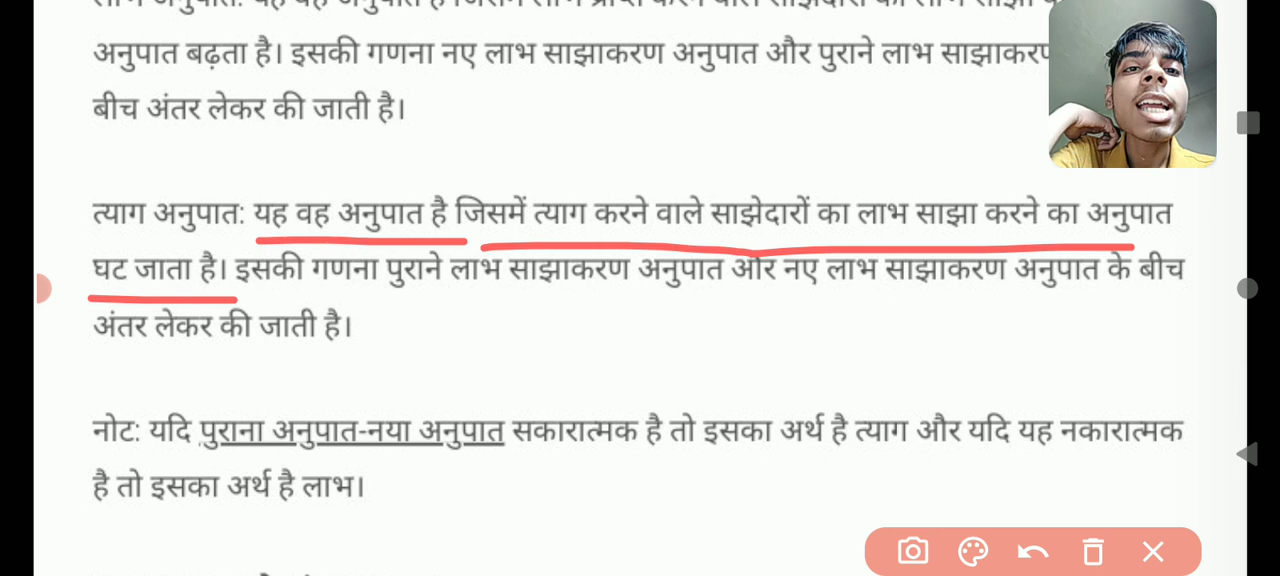 अनुपात बढ़ता है। इसकी गणना नए लाभ साझाकरण अनुपात और पुराने लाभ साझाकरण
बीच अंतर लेकर की जाती है।
त्याग अनुपात: यह वह अनुपात है जिसमें त्याग करने वाले साझेदारों का लाभ साझा करने का अनुपात
घट जाता है। इसकी गणना पुराने लाभ साझाकरण अनुपात और नए लाभ साझाकरण अनुपात के बीच
अंतर लेकर की जाती है।
नोट: यदि पुराना अनुपात-नया अनुपात सकारात्मक है तो इसका अर्थ है त्याग और यदि यह नकारात्मक
है तो इसका अर्थ है लाभ।